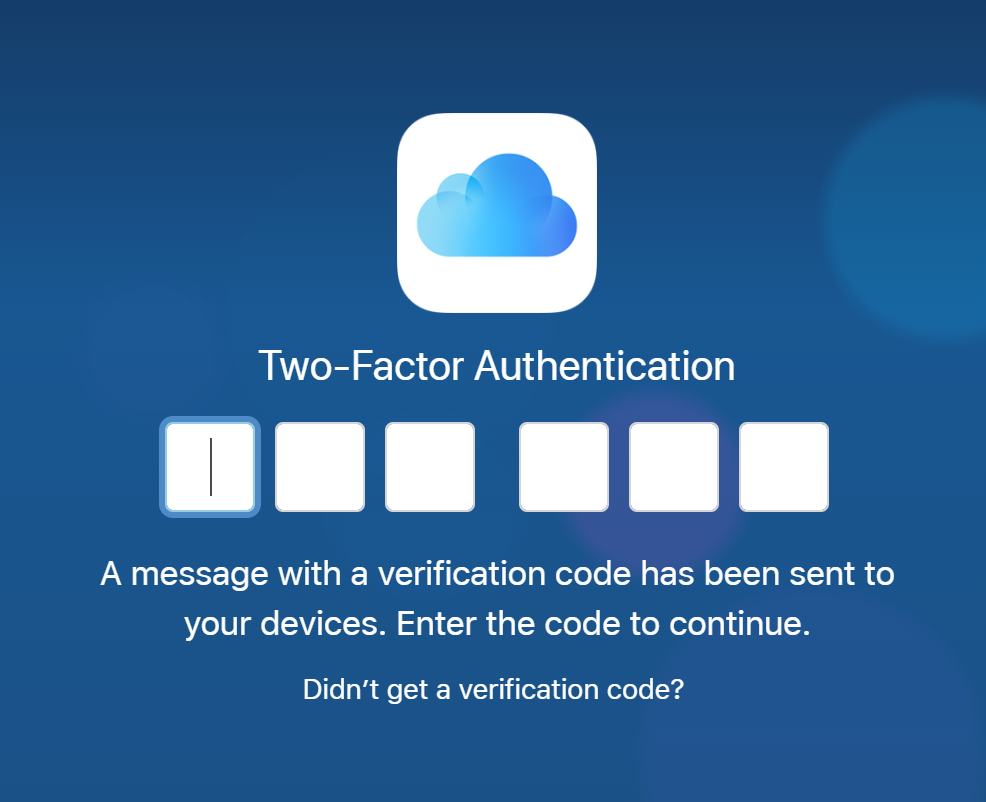 Two-Factor Authentication
A message with a verification code has been sent to
your devices. Enter the code to continue.
Didn’t get a verification code?